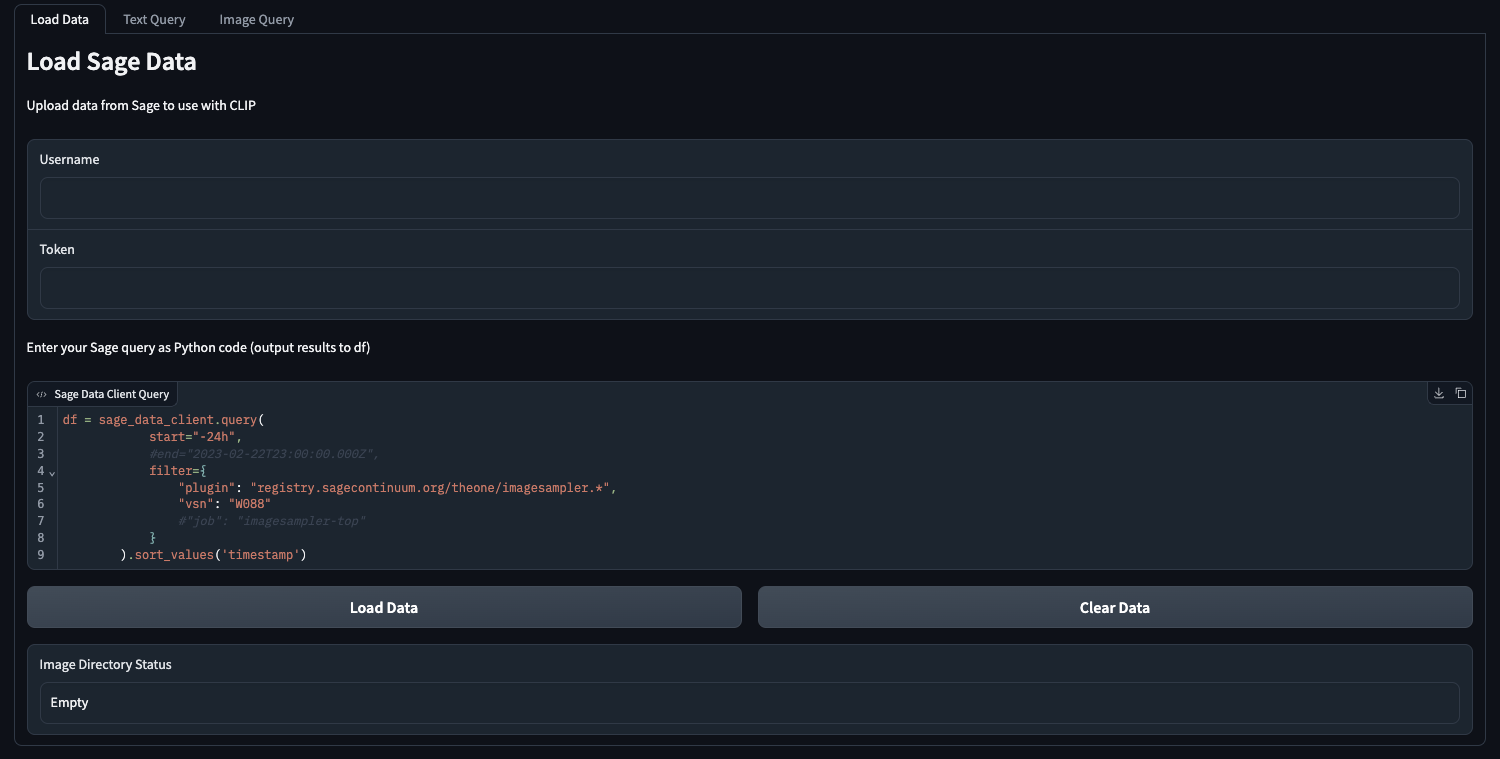 Load Data Text Query Image Query
Load Sage Data
Upload data from Sage to use with CLIP
Username
Token
Enter your Sage query as Python code (output results to df)
Sage Data Client Query
1 df = sage_data_client.query(
2 start="-24h",
3 #end="2023-02-22T23:00:00.000Z",
4 filter={
5 "plugin": "registry.sagecontinuum.org/theone/imagesampler.*",
6 "vsn": "W088"
7 #"job": "imagesampler-top"
8 }
9 ).sort_values('timestamp')
Load Data Clear Data
Image Directory Status
Empty